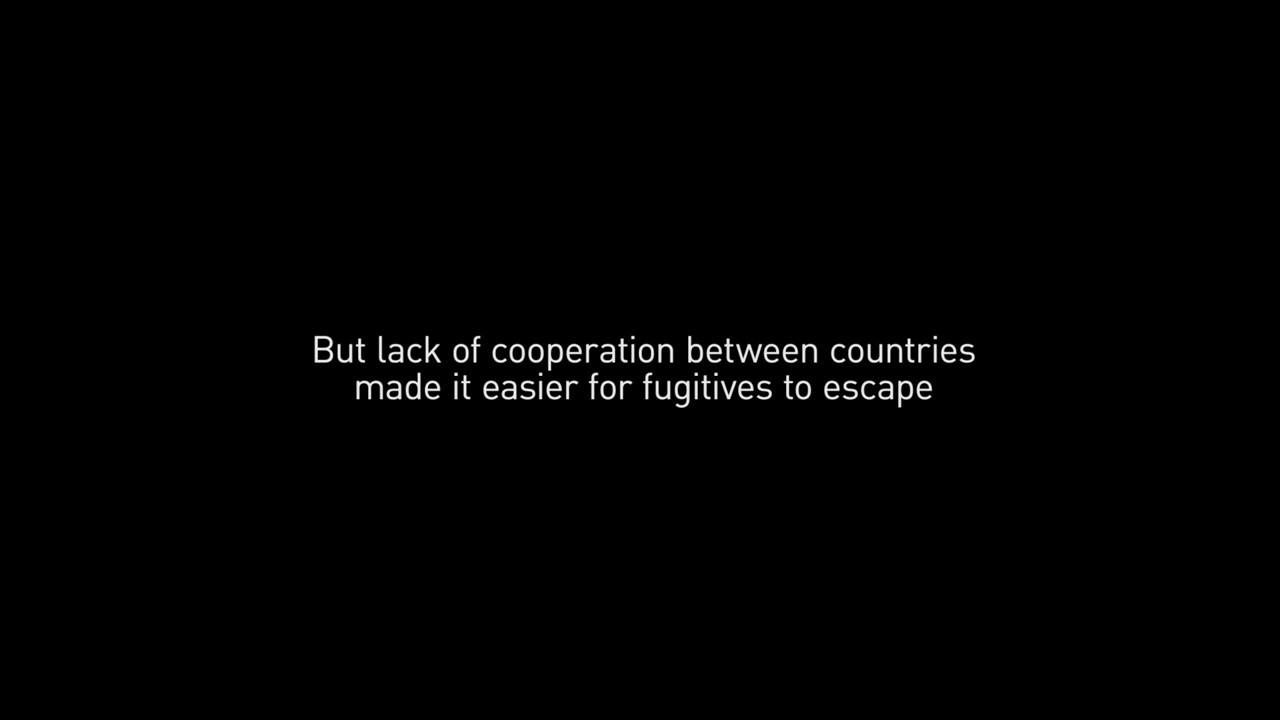 But lack of cooperation between countries
made it easier for fugitives to escape